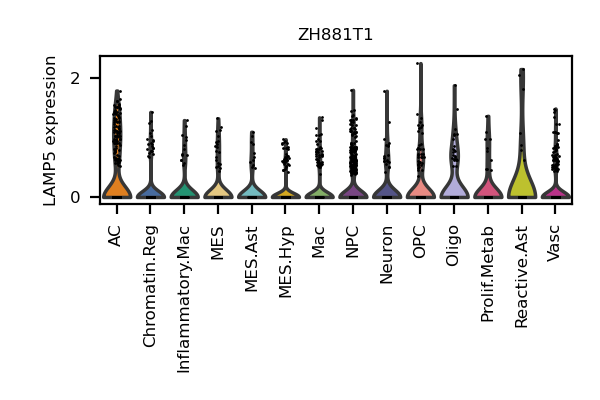 ZH881T1
LAMP5 expression
2
0
AC
Chromatin.Reg
Inflammatory.Mac
MES
MES.Ast
MES.Hyp
Mac
NPC
Neuron
OPC
Oligo
Prolif.Metab
Reactive.Ast
Vasc